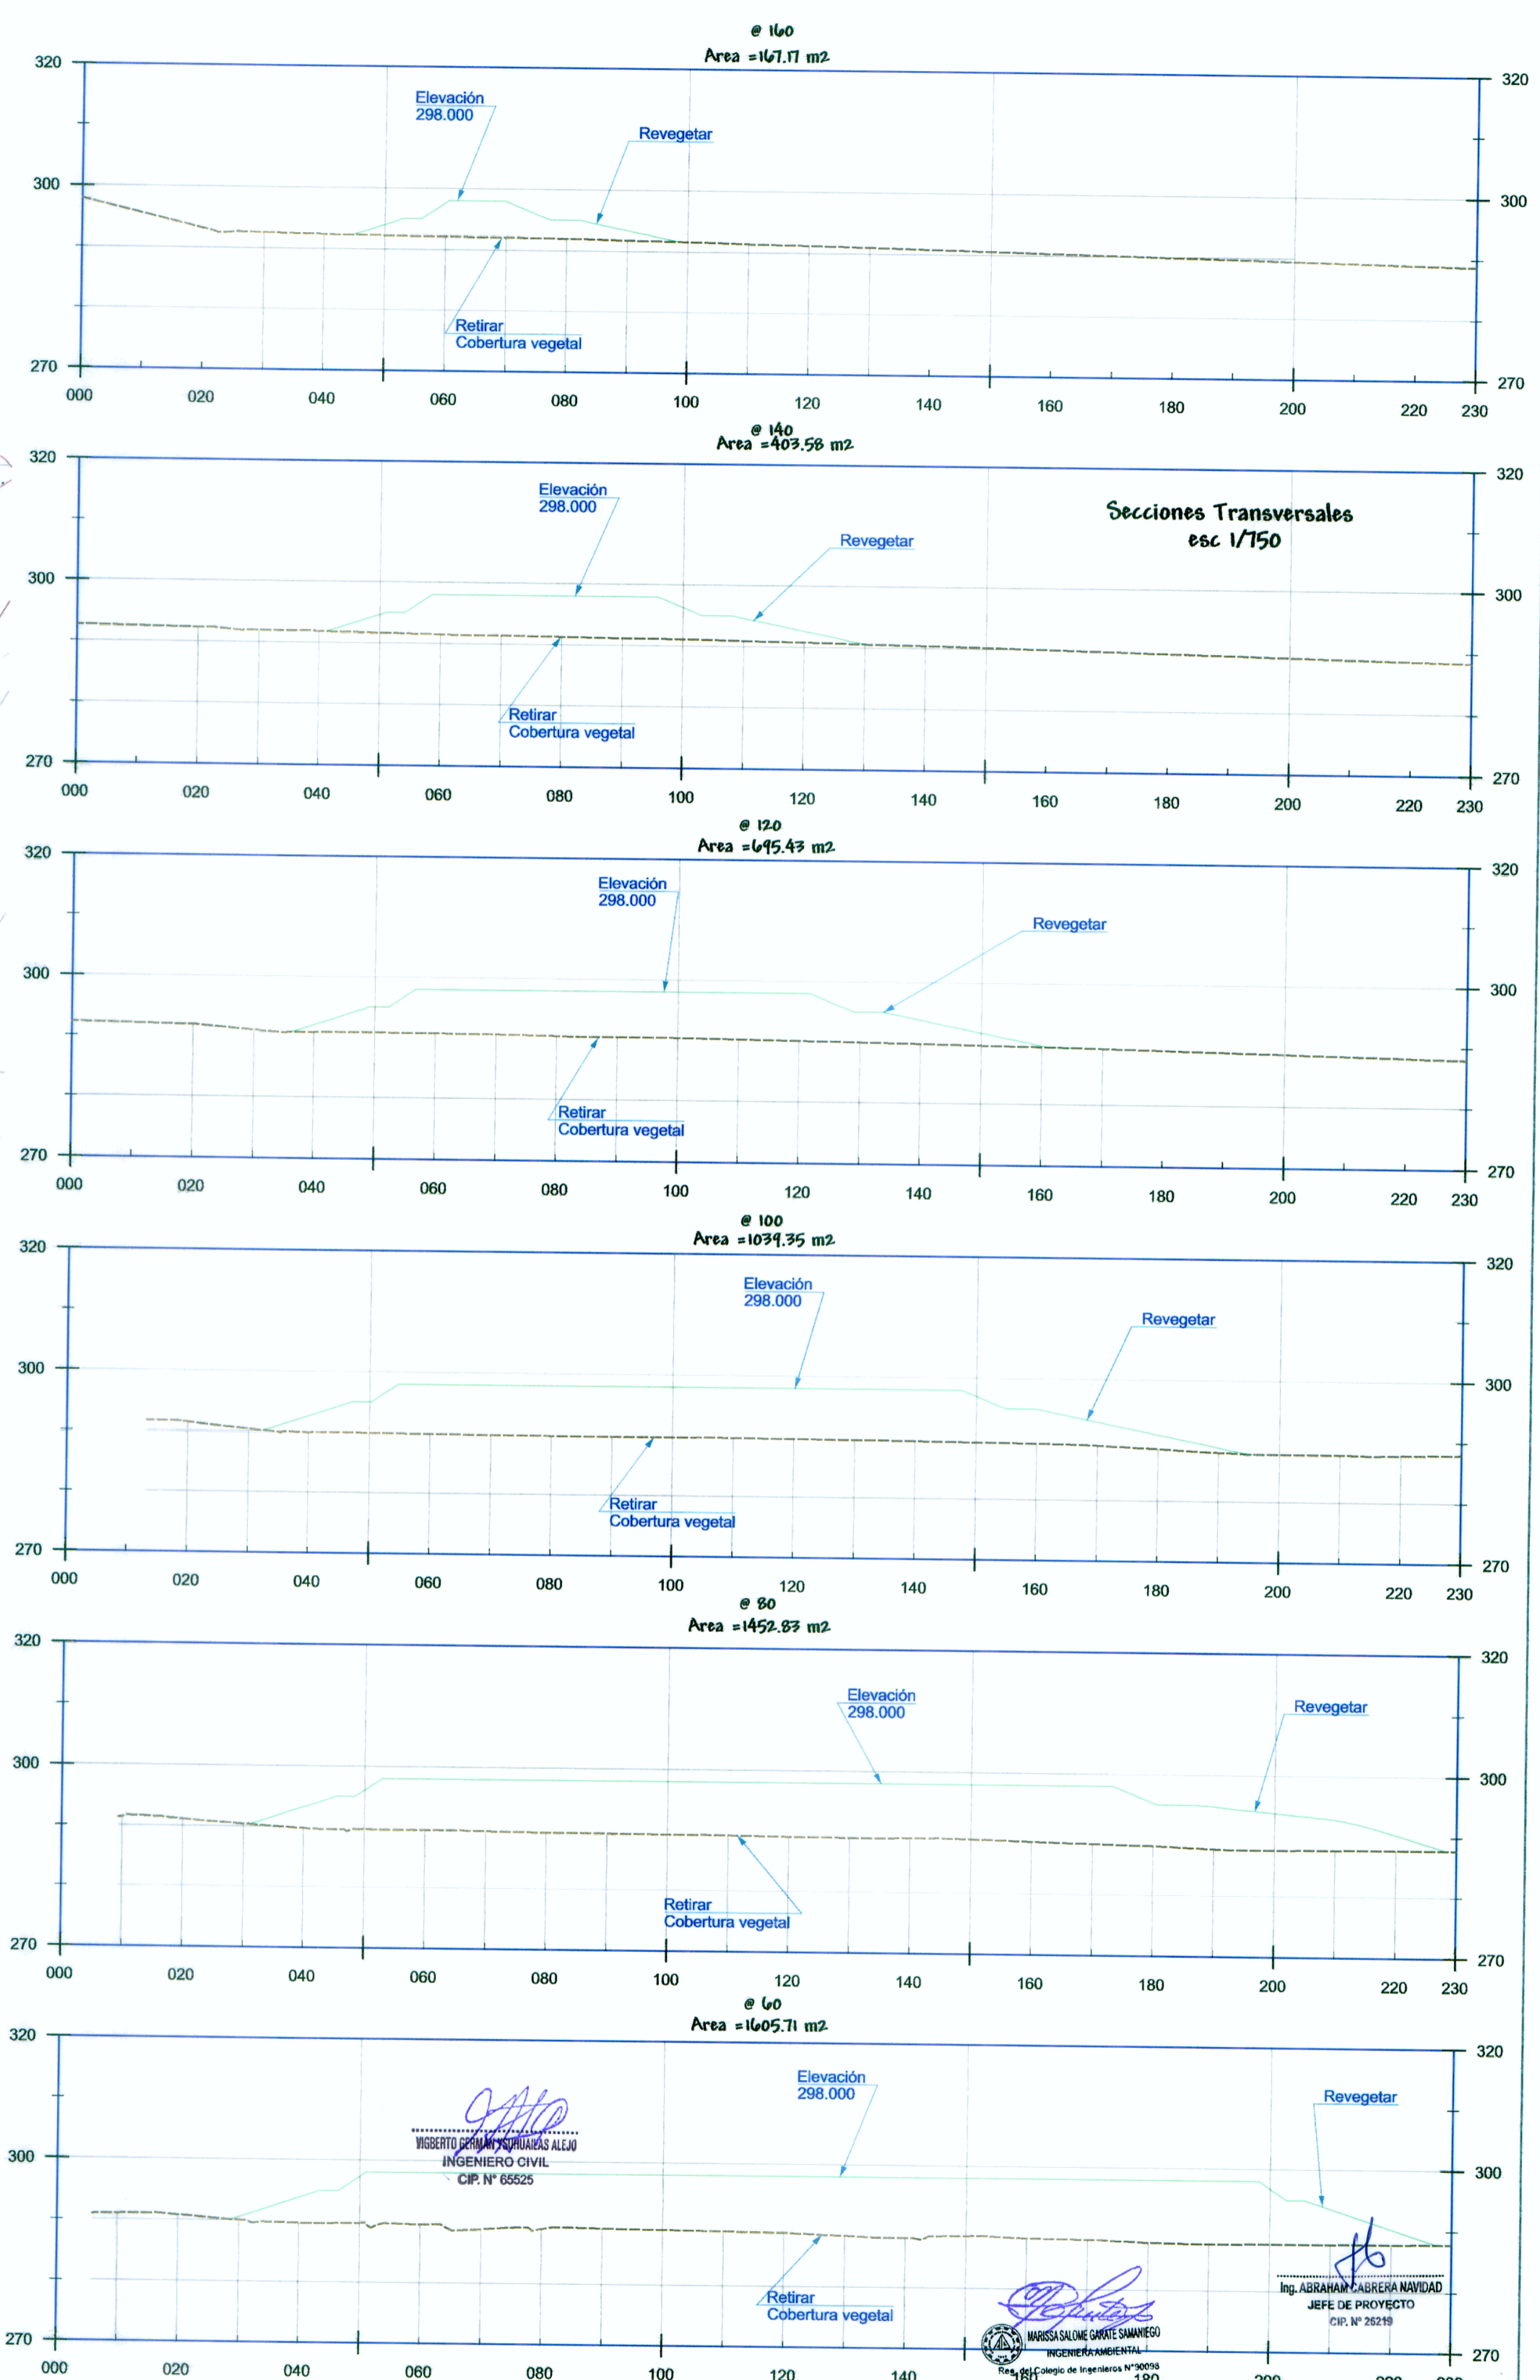 @ 160
Area =167.17 m2
320
320
Elevación
298.000
Revegetar
300
300
Retirar
Cobertura vegetal
270
270
000 020 040 060 080 100 120 140 160 180 200 220 230
@ 140
Area =403.58 m2
320
320
Elevación
298.000
Secciones Transversales
esc 1/750
Revegetar
300
300
Retirar
Cobertura vegetal
270
270
000 020 040 060 080 100 120 140 160 180 200 220 230
@ 120
Area =695.43 m2
320
320
Elevación
298.000
Revegetar
300
300
Retirar
Cobertura vegetal
270
270
000 020 040 060 080 100 120 140 160 180 200 220 230
@ 100
Area =1039.35 m2
320
320
Elevación
298.000
Revegetar
300
300
Retirar
Cobertura vegetal
270
270
000 020 040 060 080 100 120 140 160 180 200 220 230
@ 80
Area =1452.83 m2
320
320
Elevación
298.000
Revegetar
300
300
Retirar
Cobertura vegetal
270
270
000 020 040 060 080 100 120 140 160 180 200 220 230
@ 60
Area =1605.71 m2
320
320
Elevación
298.000
Revegetar
GERMAN ALEJO
INGENIERO CIVIL
CIP. N° 65525
300
300
Retirar
Cobertura vegetal
Ing. ABRAHAM CABRERA NAVIDAD
JEFE DE PROYECTO
CIP. N° 26219
MARISSA SALOME GARATE SAMANIEGO
INGENIERA AMBIENTAL
Reg. del Colegio de Ingenieros N°90098
270
270
000 020 040 060 080 100 120 140 160 180